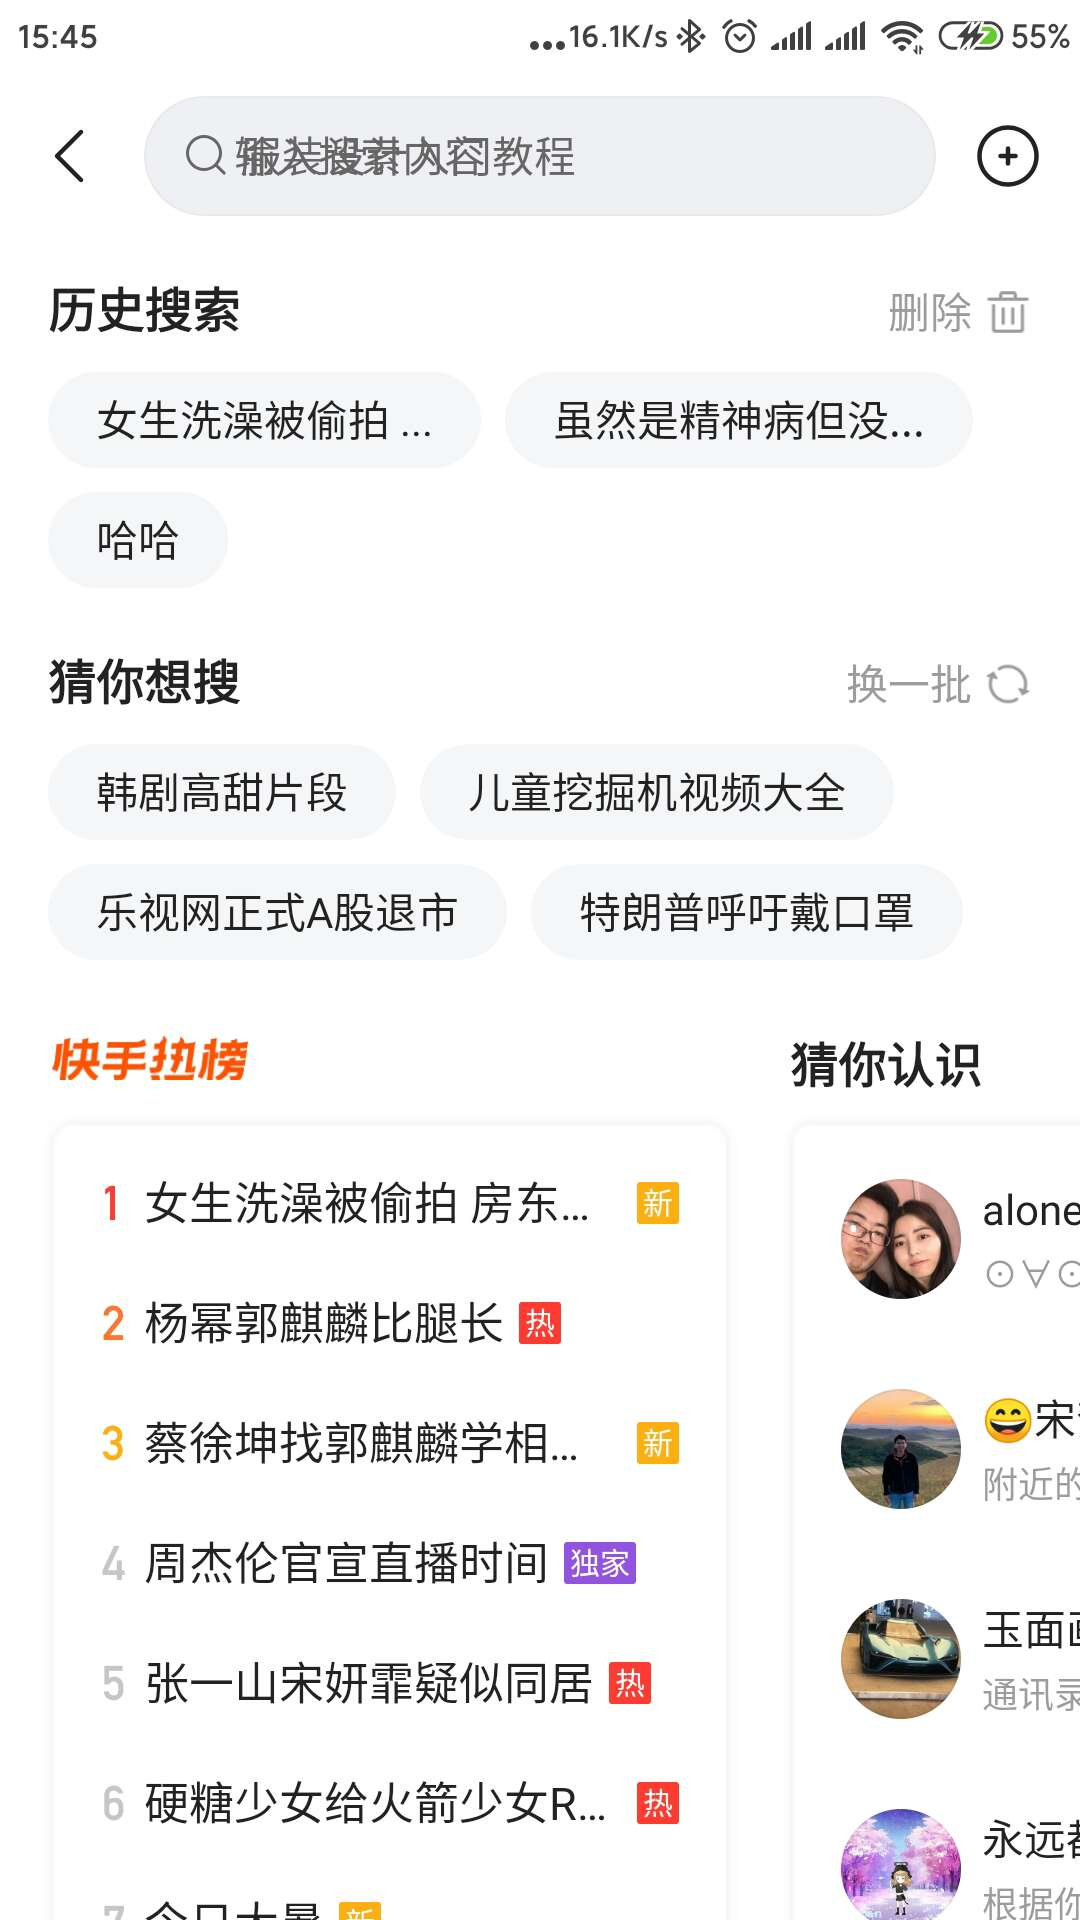 15:45 ...16.1K/s 55%
历史搜索 删除
女生洗澡被偷拍 ... 虽然是精神病但没...
哈哈
猜你想搜 换一批
韩剧高甜片段 儿童挖掘机视频大全
乐视网正式A股退市 特朗普呼吁戴口罩
快手热榜 猜你认识
1 女生洗澡被偷拍 房东... 新
2 杨幂郭麒麟比腿长 热
3 蔡徐坤找郭麒麟学相... 新
4 周杰伦官宣直播时间 独家
5 张一山宋妍霏疑似同居 热
6 硬糖少女给火箭少女R... 热
7 今日大暑 新
alone
⊙∀⊙
😄宋
附近的
玉面
通讯录
永远都
根据你